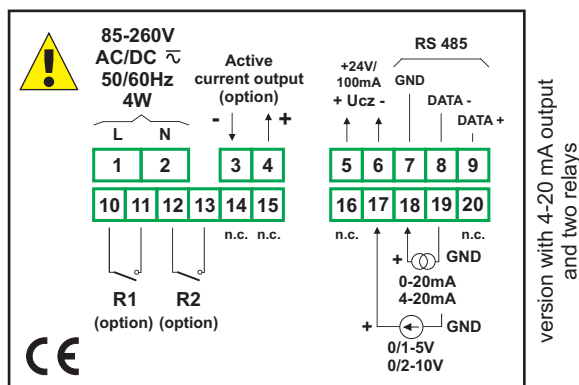 85-260V
AC/DC ⏦
50/60Hz
4W
L N
Active
current output
(option)
- +
+24V/
100mA
+ Ucz -
RS 485
GND
DATA -
DATA +
1 2 3 4 5 6 7 8 9
10 11 12 13 14 15 16 17 18 19 20
n.c. n.c. n.c. n.c.
R1 R2
(option) (option)
+ GND
0-20mA
4-20mA
+ GND
0/1-5V
0/2-10V
CE
version with 4-20 mA output
and two relays